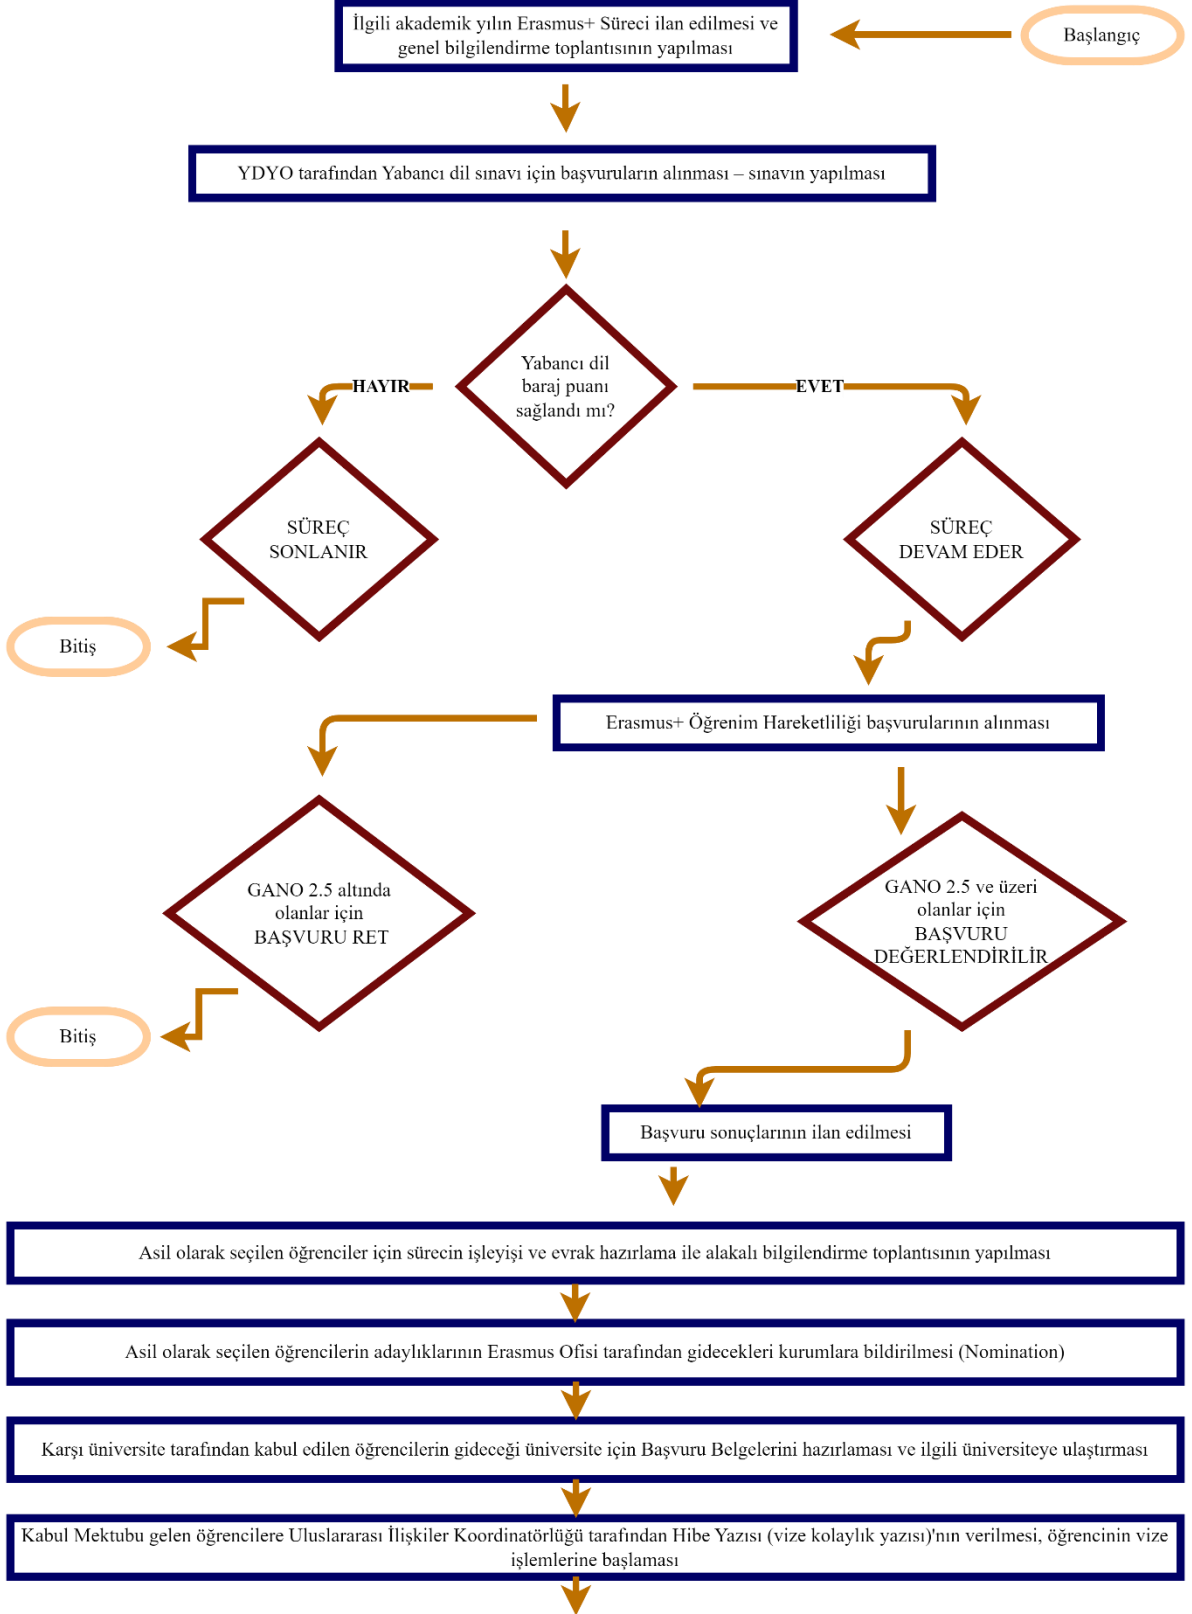 İlgili akademik yılın Erasmus+ Süreci ilan edilmesi ve
genel bilgilendirme toplantısının yapılması
Başlangıç
YDYO tarafından Yabancı dil sınavı için başvuruların alınması – sınavın yapılması
Yabancı dil
baraj puanı
sağlandı mı?
HAYIR
EVET
SÜREÇ
SONLANIR
SÜREÇ
DEVAM EDER
Bitiş
Erasmus+ Öğrenim Hareketliliği başvurularının alınması
GANO 2.5 altında
olanlar için
BAŞVURU RET
GANO 2.5 ve üzeri
olanlar için
BAŞVURU
DEĞERLENDİRİLİR
Bitiş
Başvuru sonuçlarının ilan edilmesi
Asil olarak seçilen öğrenciler için sürecin işleyişi ve evrak hazırlama ile alakalı bilgilendirme toplantısının yapılması
Asil olarak seçilen öğrencilerin adaylıklarının Erasmus Ofisi tarafından gidecekleri kurumlara bildirilmesi (Nomination)
Karşı üniversite tarafından kabul edilen öğrencilerin gideceği üniversite için Başvuru Belgelerini hazırlaması ve ilgili üniversiteye ulaştırması
Kabul Mektubu gelen öğrencilere Uluslararası İlişkiler Koordinatörlüğü tarafından Hibe Yazısı (vize kolaylık yazısı)'nın verilmesi, öğrencinin vize
işlemlerine başlaması